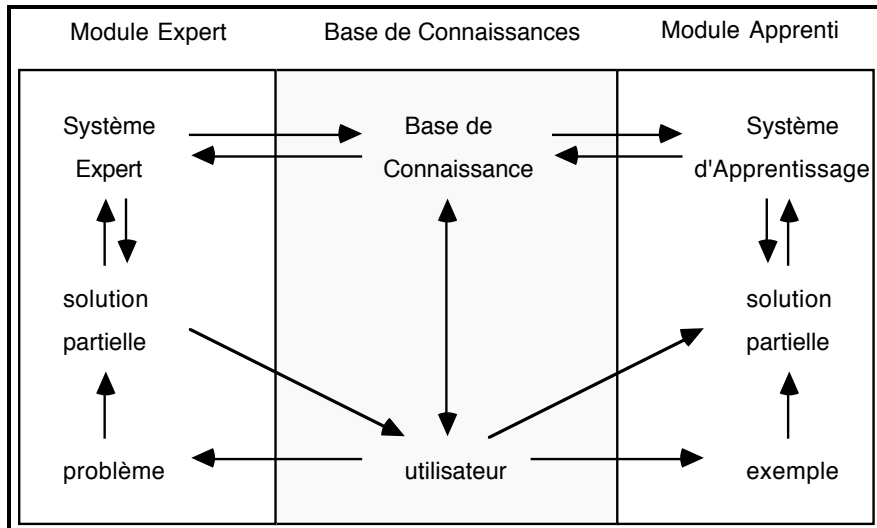 Module Expert
Base de Connaissances
Module Apprenti
Système
Expert
Base de
Connaissance
Système
d'Apprentissage
solution
partielle
solution
partielle
problème
utilisateur
exemple